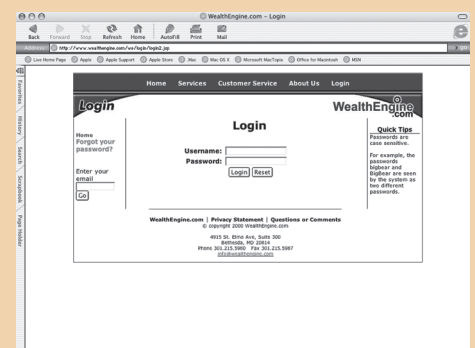 WealthEngine.com – Login
Back Forward Stop Refresh Home AutoFill Print Mail
Address: http://www.wealthengine.com/we/login/login2.jsp go
Live Home Page Apple Apple Support Apple Store .Mac Mac OS X Microsoft MacTopia Office for Macintosh MSN
Favorites
History
Search
Scrapbook
Page Holder
Home Services Customer Service About Us Login
Login
WealthEngine
.com
Home
Forgot your
password?
Enter your
email
Go
Login
Username:
Password:
Login Reset
Quick Tips
Passwords are
case sensitive.
For example, the
passwords
bigbear and
BigBear are seen
by the system as
two different
passwords.
WealthEngine.com | Privacy Statement | Questions or Comments
© copyright 2000 WealthEngine.com
4915 St. Elmo Ave, Suite 300
Bethesda, MD 20814
Phone 301.215.5980 Fax 301.215.5987
info@wealthengine.com